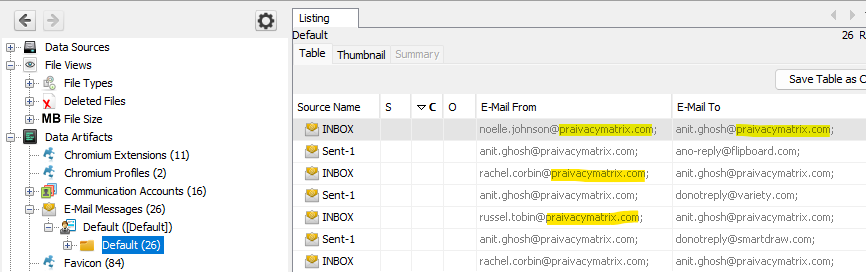 Data Sources
File Views
File Types
Deleted Files
MB File Size
Data Artifacts
Chromium Extensions (11)
Chromium Profiles (2)
Communication Accounts (16)
E-Mail Messages (26)
Default ([Default])
Default (26)
Favicon (84)
Listing
Default 26 R
Table Thumbnail Summary
Save Table as C
Source Name S C O E-Mail From E-Mail To
INBOX noelle.johnson@praivacymatrix.com; anit.ghosh@praivacymatrix.com;
Sent-1 anit.ghosh@praivacymatrix.com; ano-reply@flipboard.com;
INBOX rachel.corbin@praivacymatrix.com; anit.ghosh@praivacymatrix.com;
Sent-1 anit.ghosh@praivacymatrix.com; donotreply@variety.com;
INBOX russel.tobin@praivacymatrix.com; anit.ghosh@praivacymatrix.com;
Sent-1 anit.ghosh@praivacymatrix.com; donotreply@smartdraw.com;
INBOX rachel.corbin@praivacymatrix.com; anit.ghosh@praivacymatrix.com;